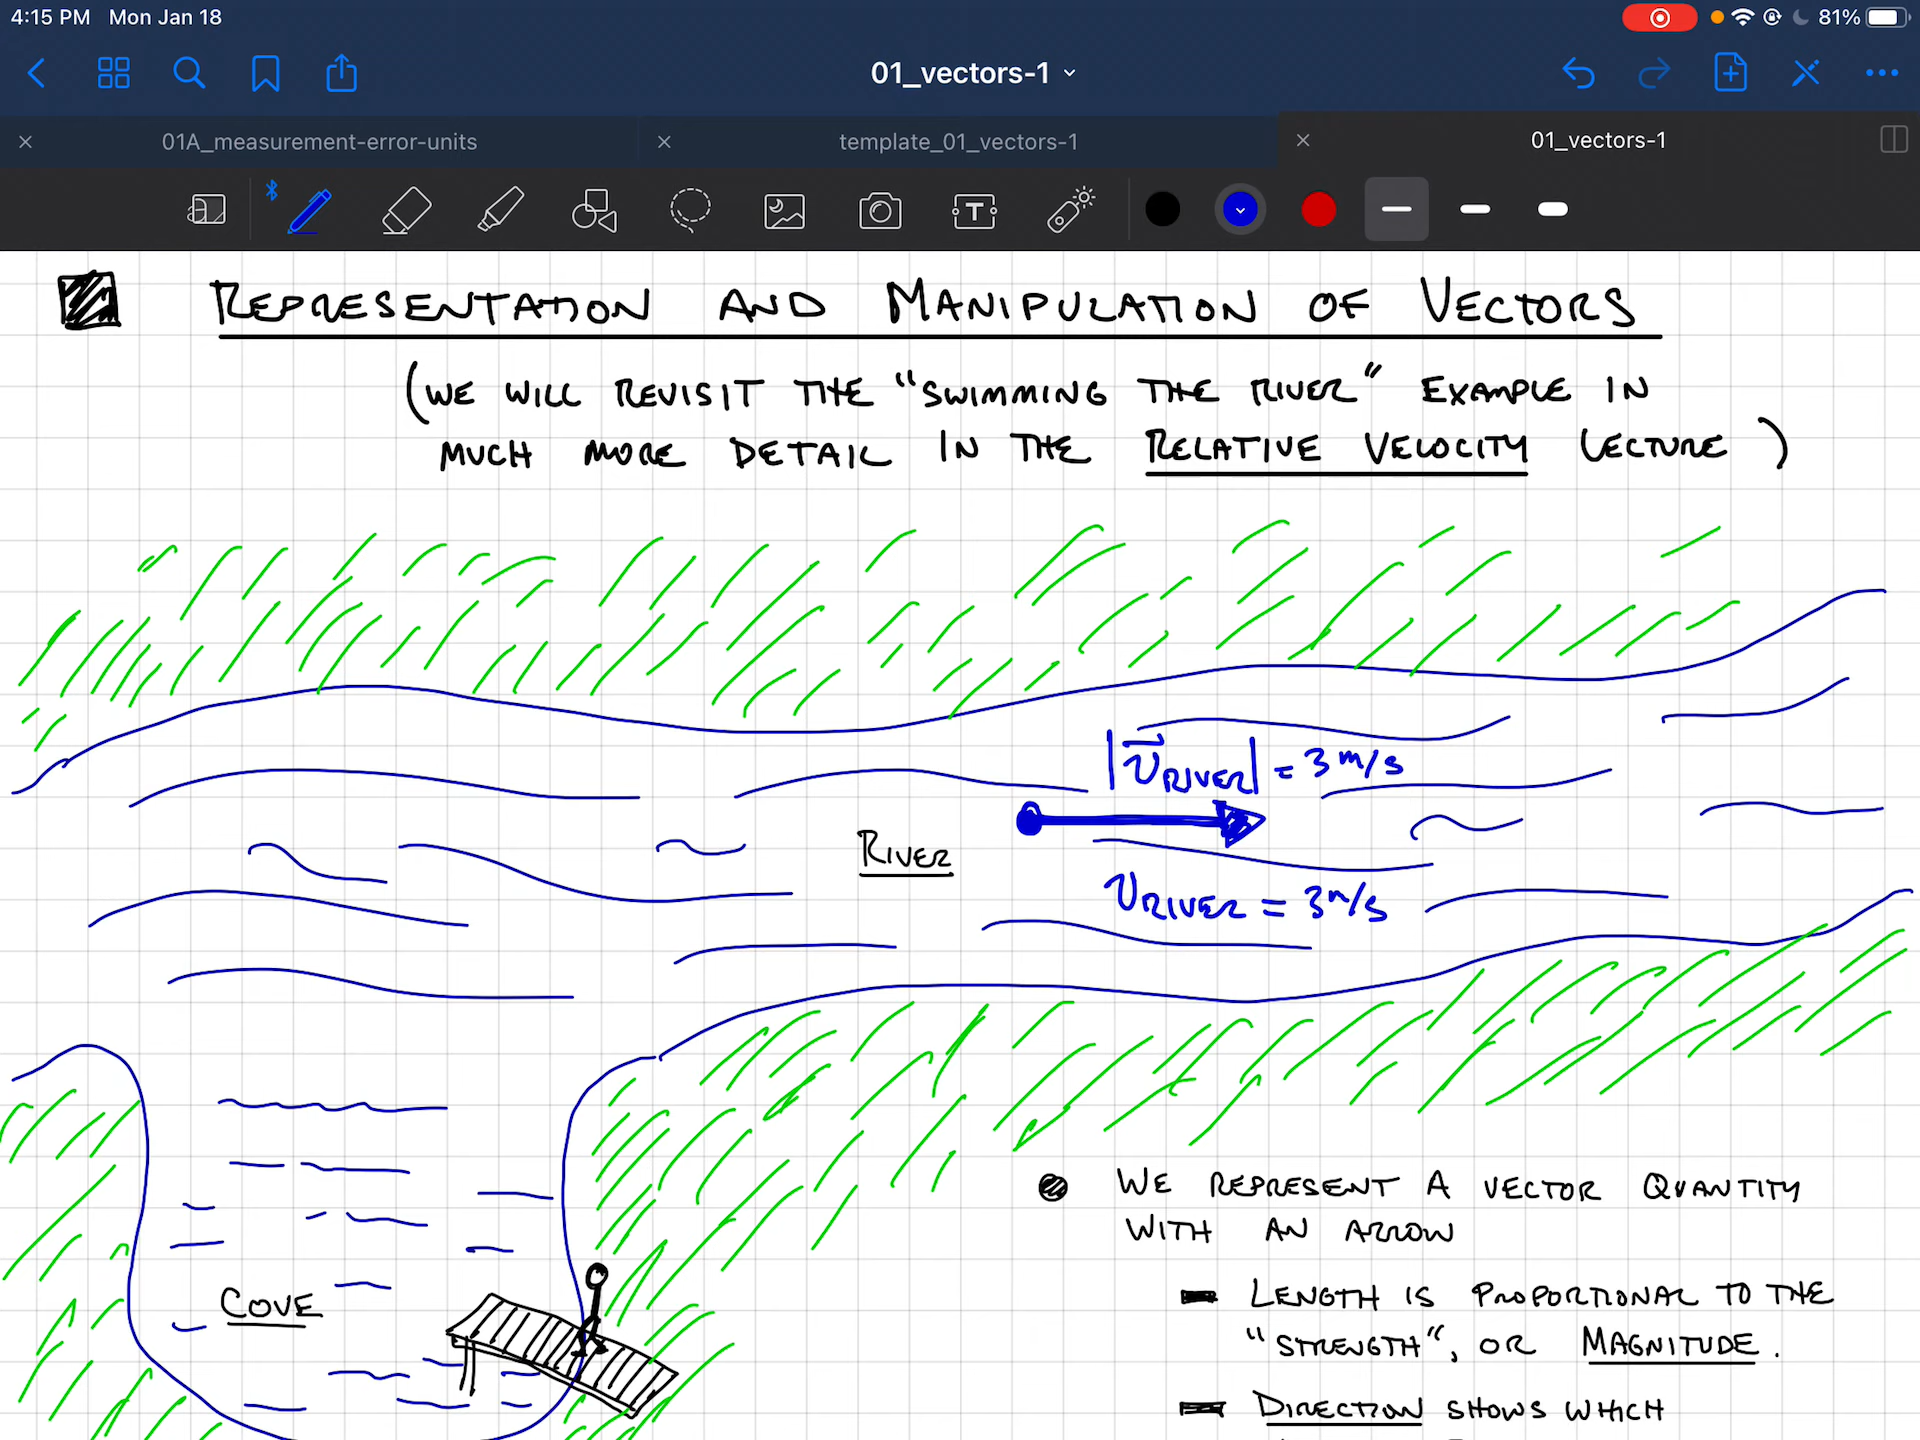 4:15 PM Mon Jan 18
81%
01_vectors-1
01A_measurement-error-units
template_01_vectors-1
01_vectors-1
REPRESENTATION AND MANIPULATION OF VECTORS
(WE WILL REVISIT THE "SWIMMING THE RIVER" EXAMPLE IN
MUCH MORE DETAIL IN THE RELATIVE VELOCITY LECTURE)
|v⃗RIVER| = 3 m/s
RIVER
vRIVER = 3 m/s
WE REPRESENT A VECTOR QUANTITY
WITH AN ARROW
COVE
LENGTH IS PROPORTIONAL TO THE
"STRENGTH", OR MAGNITUDE.
DIRECTION SHOWS WHICH